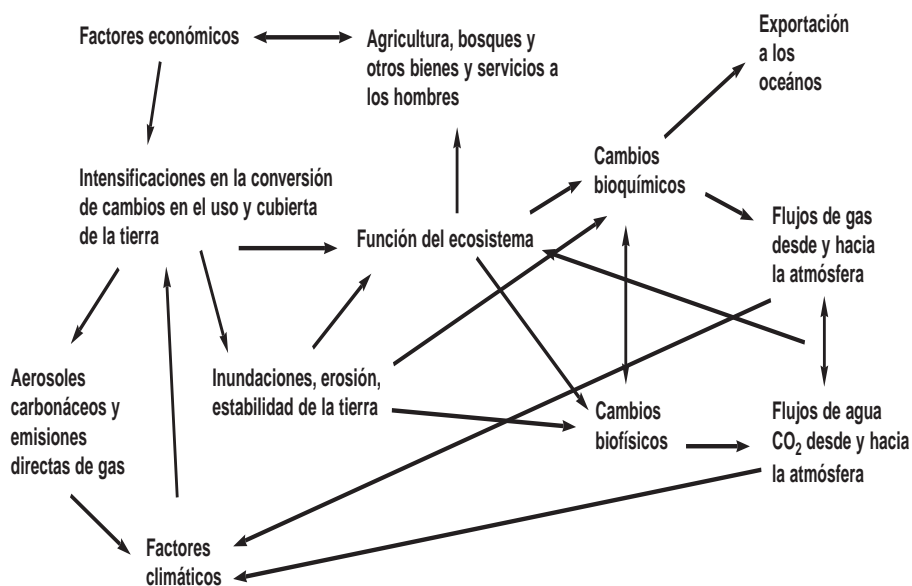 Factores económicos
Agricultura, bosques y
otros bienes y servicios a
los hombres
Exportación
a los
oceános
Intensificaciones en la conversión
de cambios en el uso y cubierta
de la tierra
Función del ecosistema
Cambios
bioquímicos
Flujos de gas
desde y hacia
la atmósfera
Aerosoles
carbonáceos y
emisiones
directas de gas
Inundaciones, erosión,
estabilidad de la tierra
Cambios
biofísicos
Flujos de agua
CO₂ desde y hacia
la atmósfera
Factores
climáticos